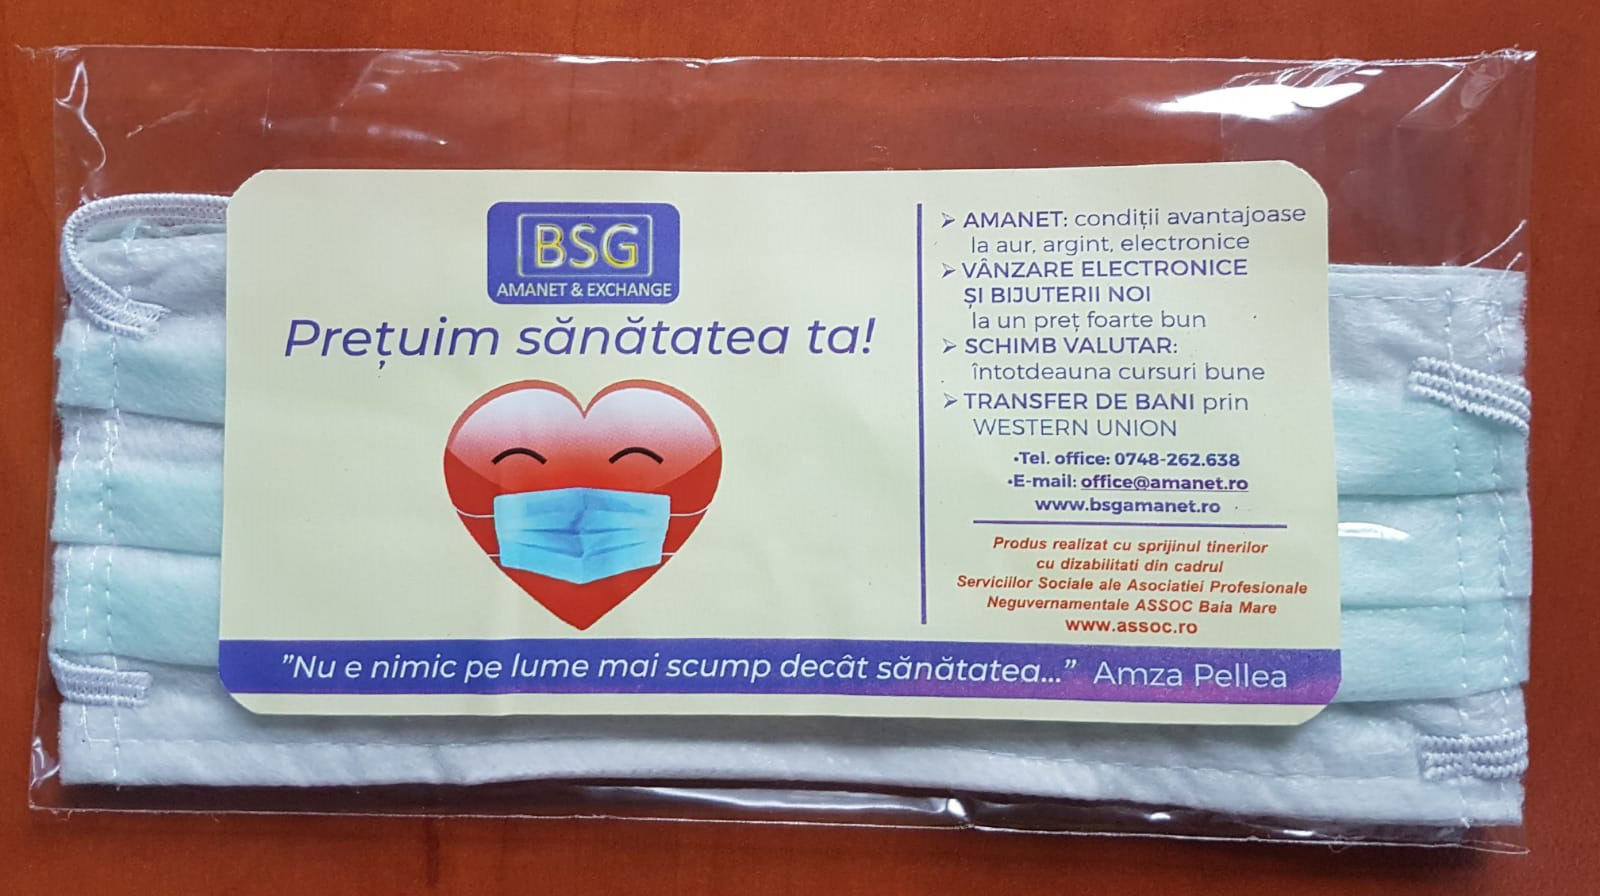 BSG
AMANET & EXCHANGE
Prețuim sănătatea ta!
➢ AMANET: condiții avantajoase
la aur, argint, electronice
➢ VÂNZARE ELECTRONICE
ȘI BIJUTERII NOI
la un preț foarte bun
➢ SCHIMB VALUTAR:
întotdeauna cursuri bune
➢ TRANSFER DE BANI prin
WESTERN UNION
•Tel. office: 0748-262.638
•E-mail: office@amanet.ro
www.bsgamanet.ro
Produs realizat cu sprijinul tinerilor
cu dizabilitati din cadrul
Serviciilor Sociale ale Asociatiei Profesionale
Neguvernamentale ASSOC Baia Mare
www.assoc.ro
”Nu e nimic pe lume mai scump decât sănătatea...” Amza Pellea